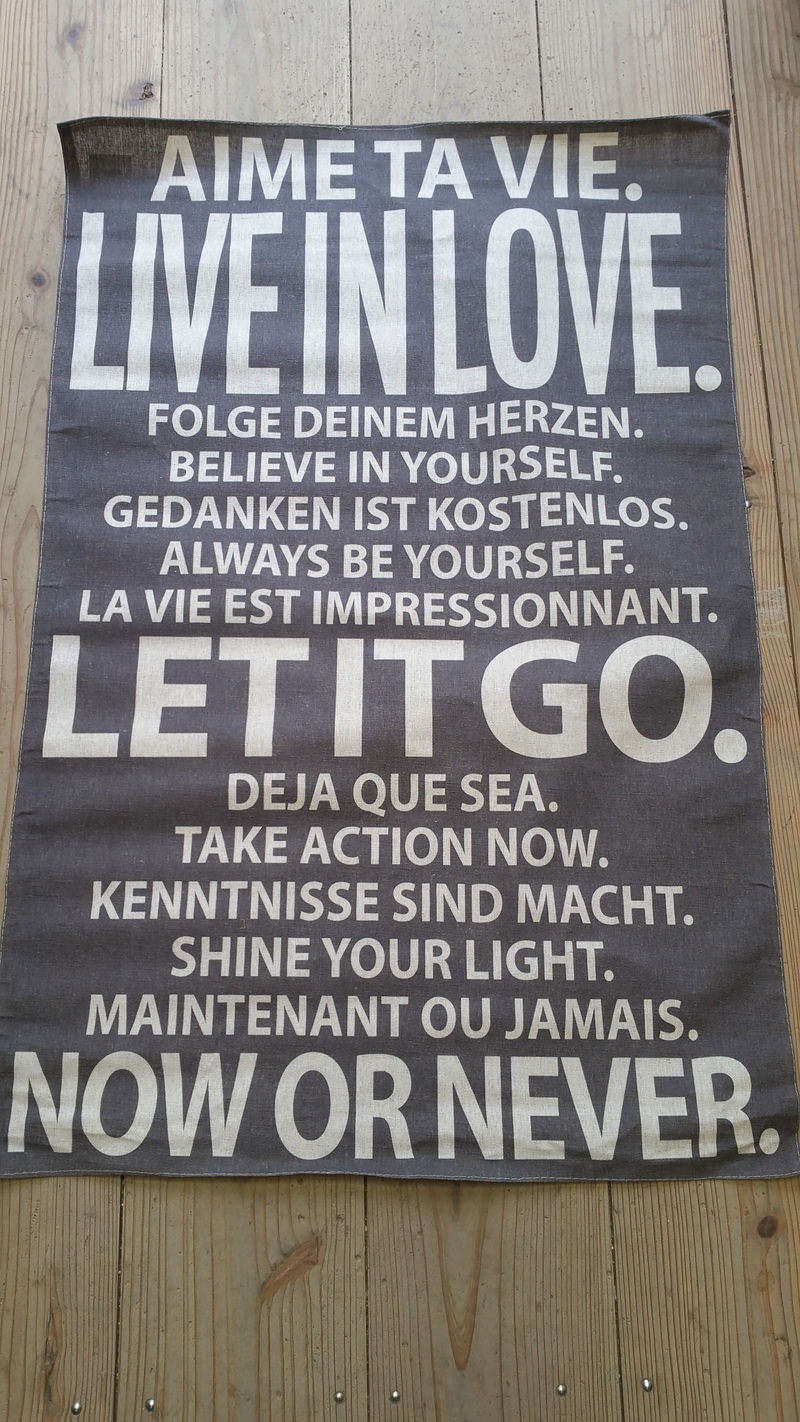 AIME TA VIE.
LIVE IN LOVE.
FOLGE DEINEM HERZEN.
BELIEVE IN YOURSELF.
GEDANKEN IST KOSTENLOS.
ALWAYS BE YOURSELF.
LA VIE EST IMPRESSIONNANT.
LET IT GO.
DEJA QUE SEA.
TAKE ACTION NOW.
KENNTNISSE SIND MACHT.
SHINE YOUR LIGHT.
MAINTENANT OU JAMAIS.
NOW OR NEVER.